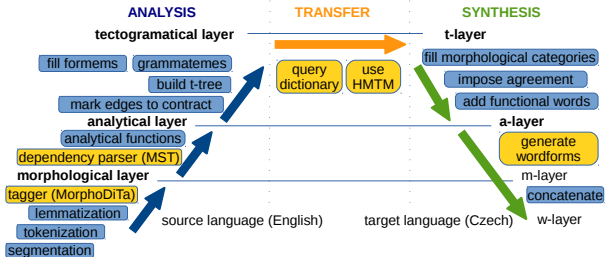 ANALYSIS
TRANSFER
SYNTHESIS
tectogramatical layer
t-layer
fill formems
grammatemes
build t-tree
mark edges to contract
query
dictionary
use
HMTM
fill morphological categories
impose agreement
add functional words
analytical layer
a-layer
analytical functions
dependency parser (MST)
generate
wordforms
morphological layer
m-layer
tagger (MorphoDiTa)
concatenate
lemmatization
source language (English)
target language (Czech)
w-layer
tokenization
segmentation